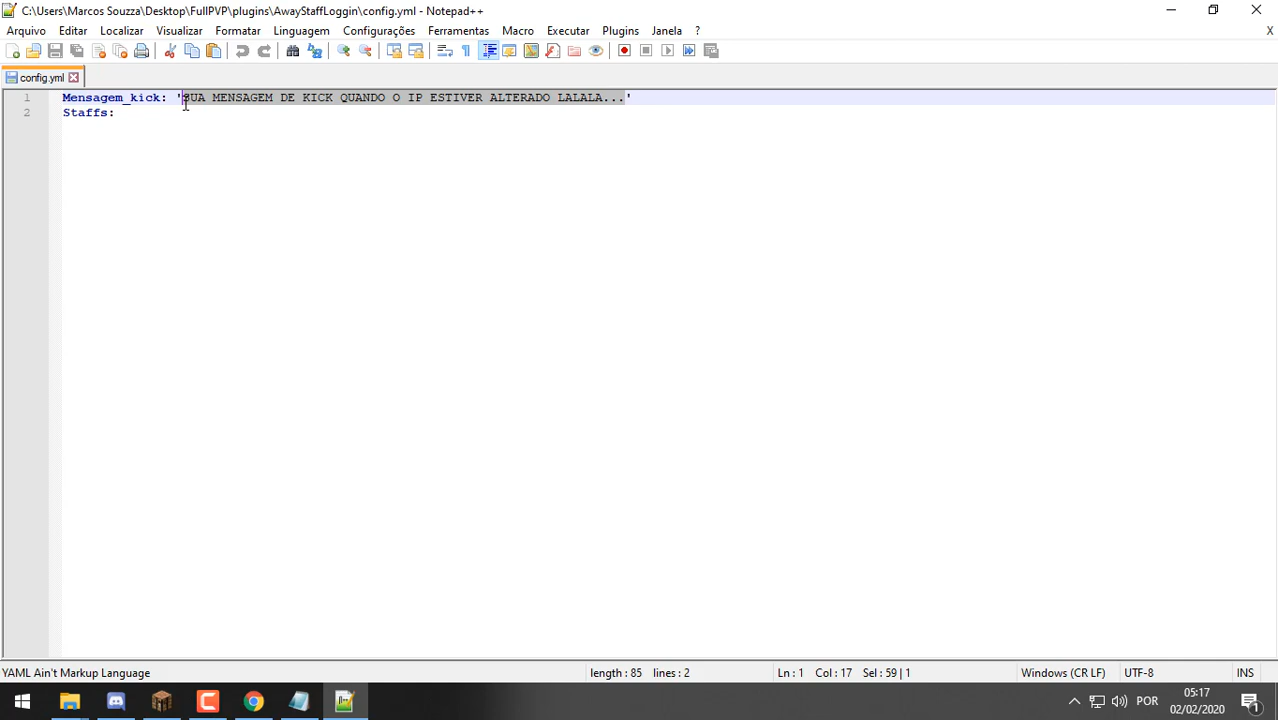 C:\Users\Marcos Souzza\Desktop\FullPVP\plugins\AwayStaffLoggin\config.yml - Notepad++
Arquivo Editar Localizar Visualizar Formatar Linguagem Configurações Ferramentas Macro Executar Plugins Janela ? X
config.yml
1 Mensagem_kick: 'SUA MENSAGEM DE KICK QUANDO O IP ESTIVER ALTERADO LALALA...'
2 Staffs:
YAML Ain't Markup Language length : 85 lines : 2 Ln : 1 Col : 17 Sel : 59 | 1 Windows (CR LF) UTF-8 INS
POR 05:17
02/02/2020 1